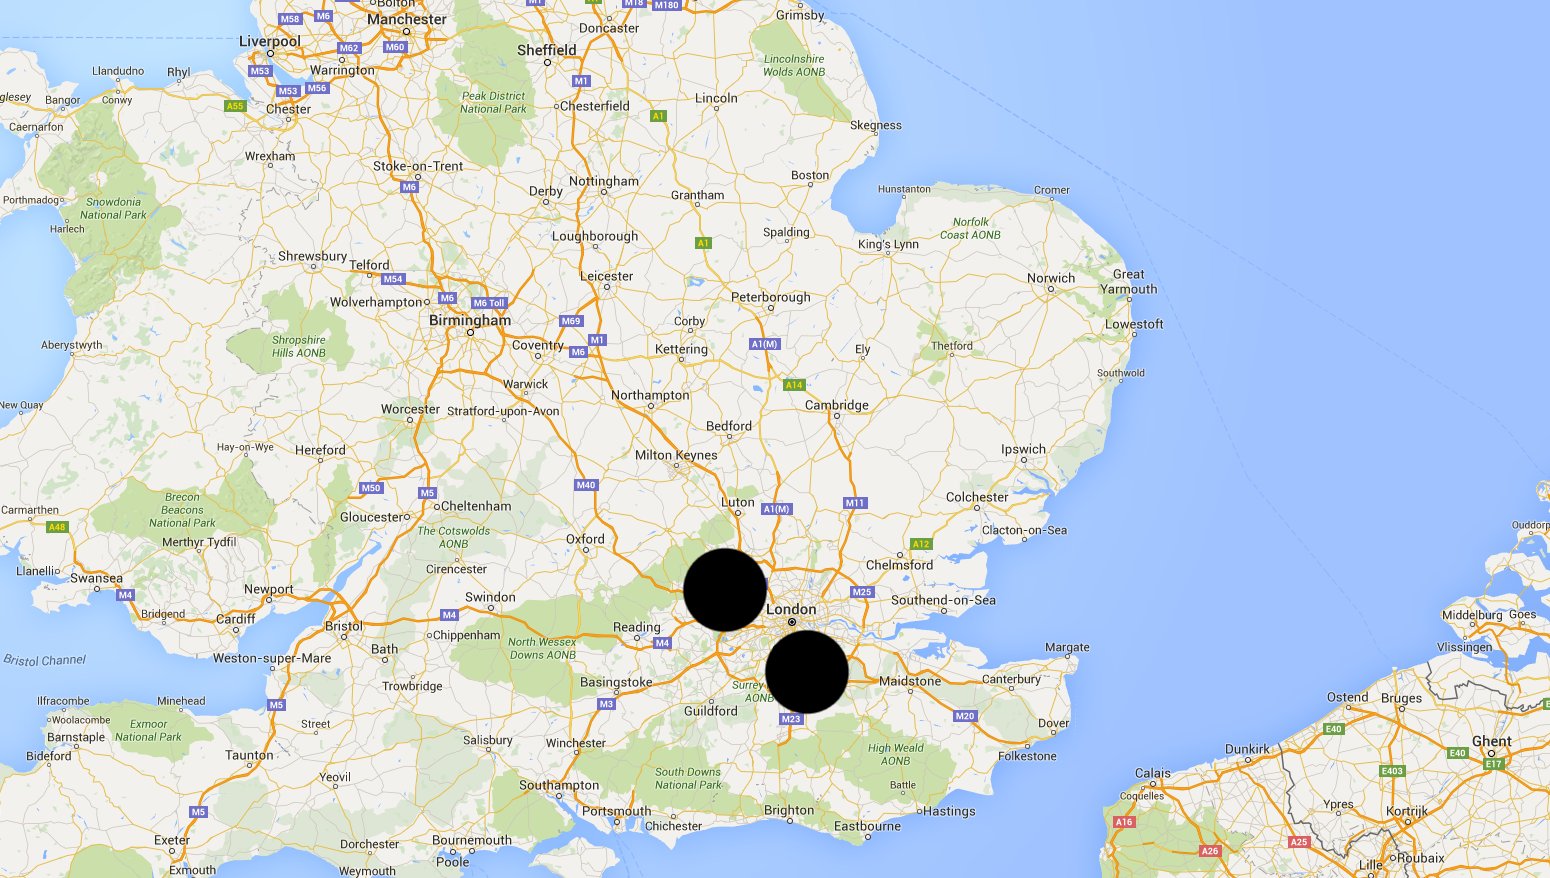 Bolton
M6
M58
M1
M18
M180
A1
Grimsby
Manchester
Doncaster
Liverpool
M62
M60
Sheffield
Lincolnshire
Wolds AONB
Llandudno
Rhyl
M53
Warrington
M1
M53
M56
Peak District
National Park
Lincoln
glesey
Bangor
Conwy
A55
Chester
Chesterfield
A1
Caernarfon
Skegness
Wrexham
Stoke-on-Trent
M6
Derby
Nottingham
Grantham
Boston
Hunstanton
Cromer
Porthmadog
Snowdonia
National Park
Harlech
Loughborough
A1
Spalding
King's Lynn
Norfolk
Coast AONB
Shrewsbury
Telford
M54
Leicester
Norwich
Great
Yarmouth
Wolverhampton
M6
M6 Toll
Peterborough
Birmingham
M69
Corby
Lowestoft
Aberystwyth
Shropshire
Hills AONB
Coventry
M6
M1
Kettering
A1(M)
Ely
Thetford
Southwold
Warwick
A14
New Quay
Worcester
Stratford-upon-Avon
Northampton
Cambridge
Bedford
Hay-on-Wye
Hereford
Milton Keynes
Ipswich
M50
M5
M40
Brecon
Beacons
National Park
Cheltenham
Luton
A1(M)
M11
Colchester
Carmarthen
A48
Gloucester
The Cotswolds
AONB
Oxford
Clacton-on-Sea
Ouddorp
Merthyr Tydfil
A12
Llanelli
Swansea
Cirencester
Chelmsford
M4
Newport
Swindon
M25
Southend-on-Sea
Bridgend
Cardiff
M4
London
Middelburg
Goes
Bristol
Chippenham
Reading
M4
North Wessex
Downs AONB
Bath
Margate
Vlissingen
Bristol Channel
Weston-super-Mare
Trowbridge
Basingstoke
Surrey
AONB
Maidstone
Canterbury
Ilfracombe
Minehead
M5
M3
Guildford
M23
M20
Dover
Ostend
Bruges
Woolacombe
Barnstaple
Exmoor
National Park
Street
E40
Bideford
Taunton
Salisbury
Winchester
High Weald
AONB
Folkestone
Dunkirk
Ghent
E40
E17
Yeovil
Southampton
South Downs
National Park
Battle
Calais
E403
Coquelles
M5
Portsmouth
Chichester
Brighton
Eastbourne
Hastings
A16
Ypres
Kortrijk
Exeter
Dorchester
Bournemouth
Poole
A26
A25
Lille
Roubaix
Exmouth
Weymouth